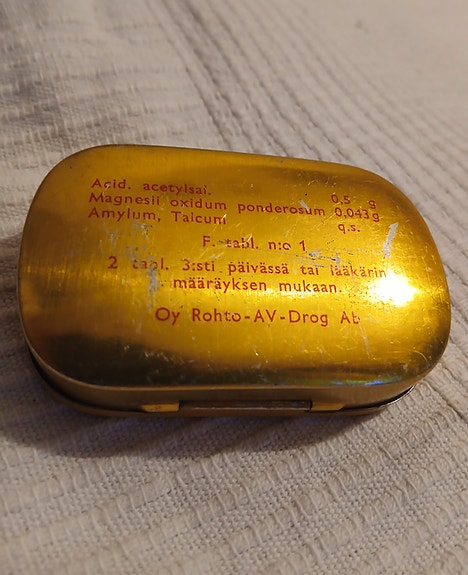 Acid. acetylsal. 0,5 g
Magnesii oxidum ponderosum 0,043 g
Amylum, Talcum q.s.
F. tabl. n:o 1
2 tabl. 3:sti päivässä tai lääkärin
määräyksen mukaan.
Oy Rohto-AV-Drog Ab